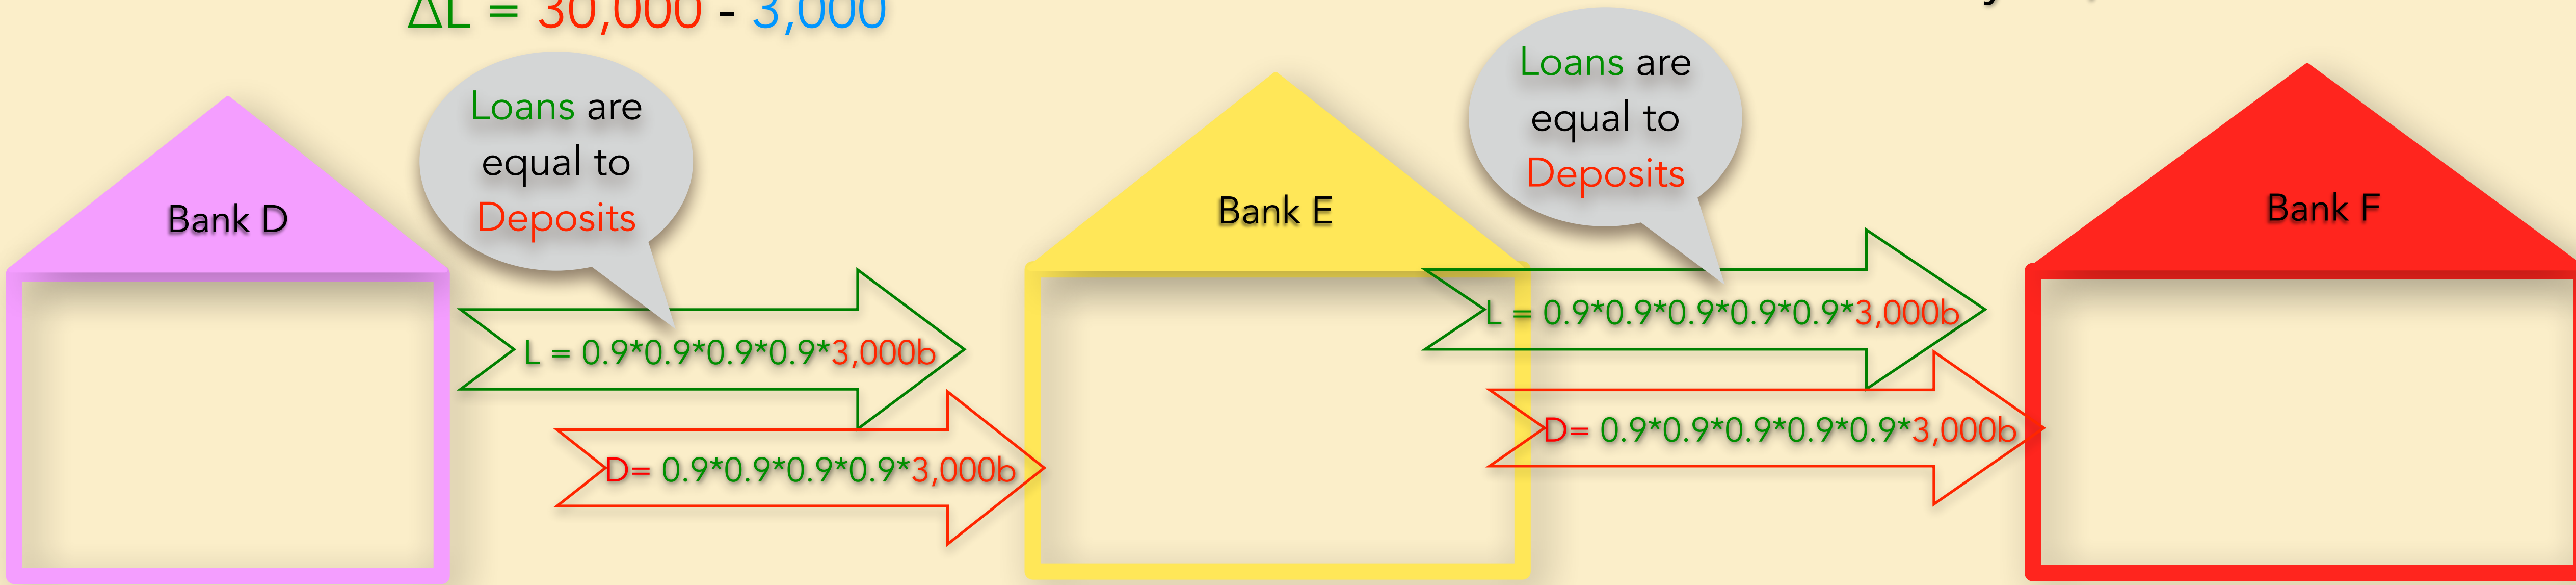 ΔL = 30,000 - 3,000
Loans are
equal to
Deposits
Loans are
equal to
Deposits
Bank D
Bank E
Bank F
L = 0.9*0.9*0.9*0.9*3,000b
D= 0.9*0.9*0.9*0.9*3,000b
L = 0.9*0.9*0.9*0.9*0.9*3,000b
D= 0.9*0.9*0.9*0.9*0.9*3,000b